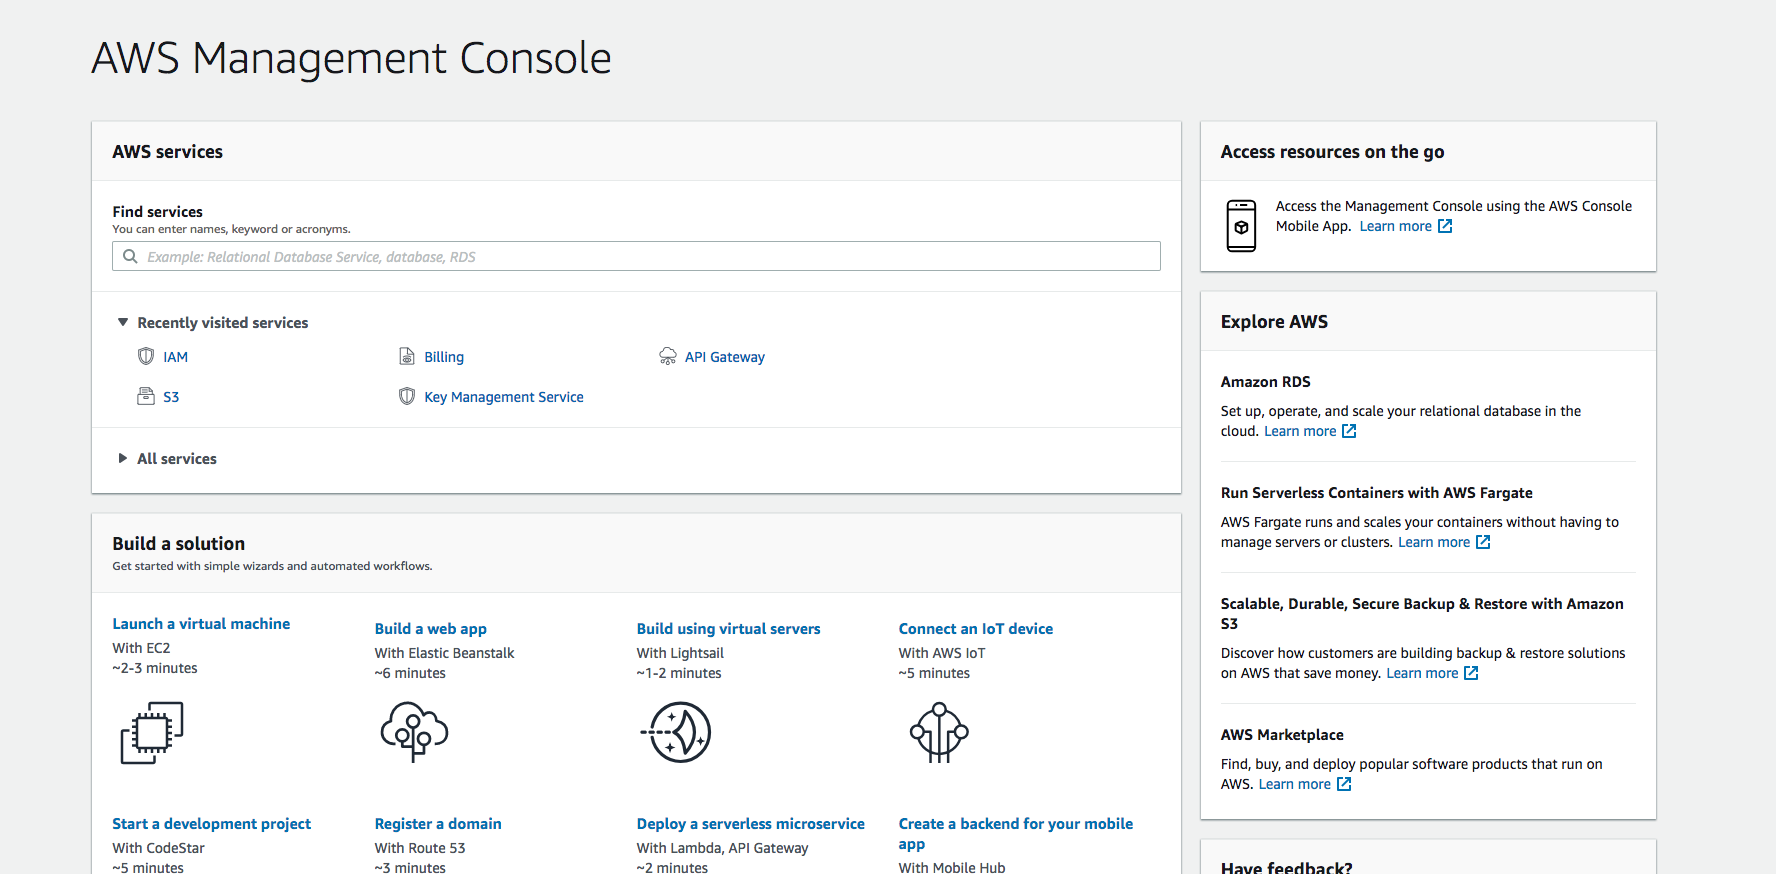 AWS Management Console
AWS services
Find services
You can enter names, keyword or acronyms.
Example: Relational Database Service, database, RDS
Recently visited services
IAM
Billing
API Gateway
S3
Key Management Service
All services
Build a solution
Get started with simple wizards and automated workflows.
Launch a virtual machine
With EC2
~2-3 minutes
Build a web app
With Elastic Beanstalk
~6 minutes
Build using virtual servers
With Lightsail
~1-2 minutes
Connect an IoT device
With AWS IoT
~5 minutes
Start a development project
With CodeStar
~5 minutes
Register a domain
With Route 53
~3 minutes
Deploy a serverless microservice
With Lambda, API Gateway
~2 minutes
Create a backend for your mobile
app
With Mobile Hub
Access resources on the go
Access the Management Console using the AWS Console
Mobile App. Learn more
Explore AWS
Amazon RDS
Set up, operate, and scale your relational database in the
cloud. Learn more
Run Serverless Containers with AWS Fargate
AWS Fargate runs and scales your containers without having to
manage servers or clusters. Learn more
Scalable, Durable, Secure Backup & Restore with Amazon
S3
Discover how customers are building backup & restore solutions
on AWS that save money. Learn more
AWS Marketplace
Find, buy, and deploy popular software products that run on
AWS. Learn more
Have feedback?